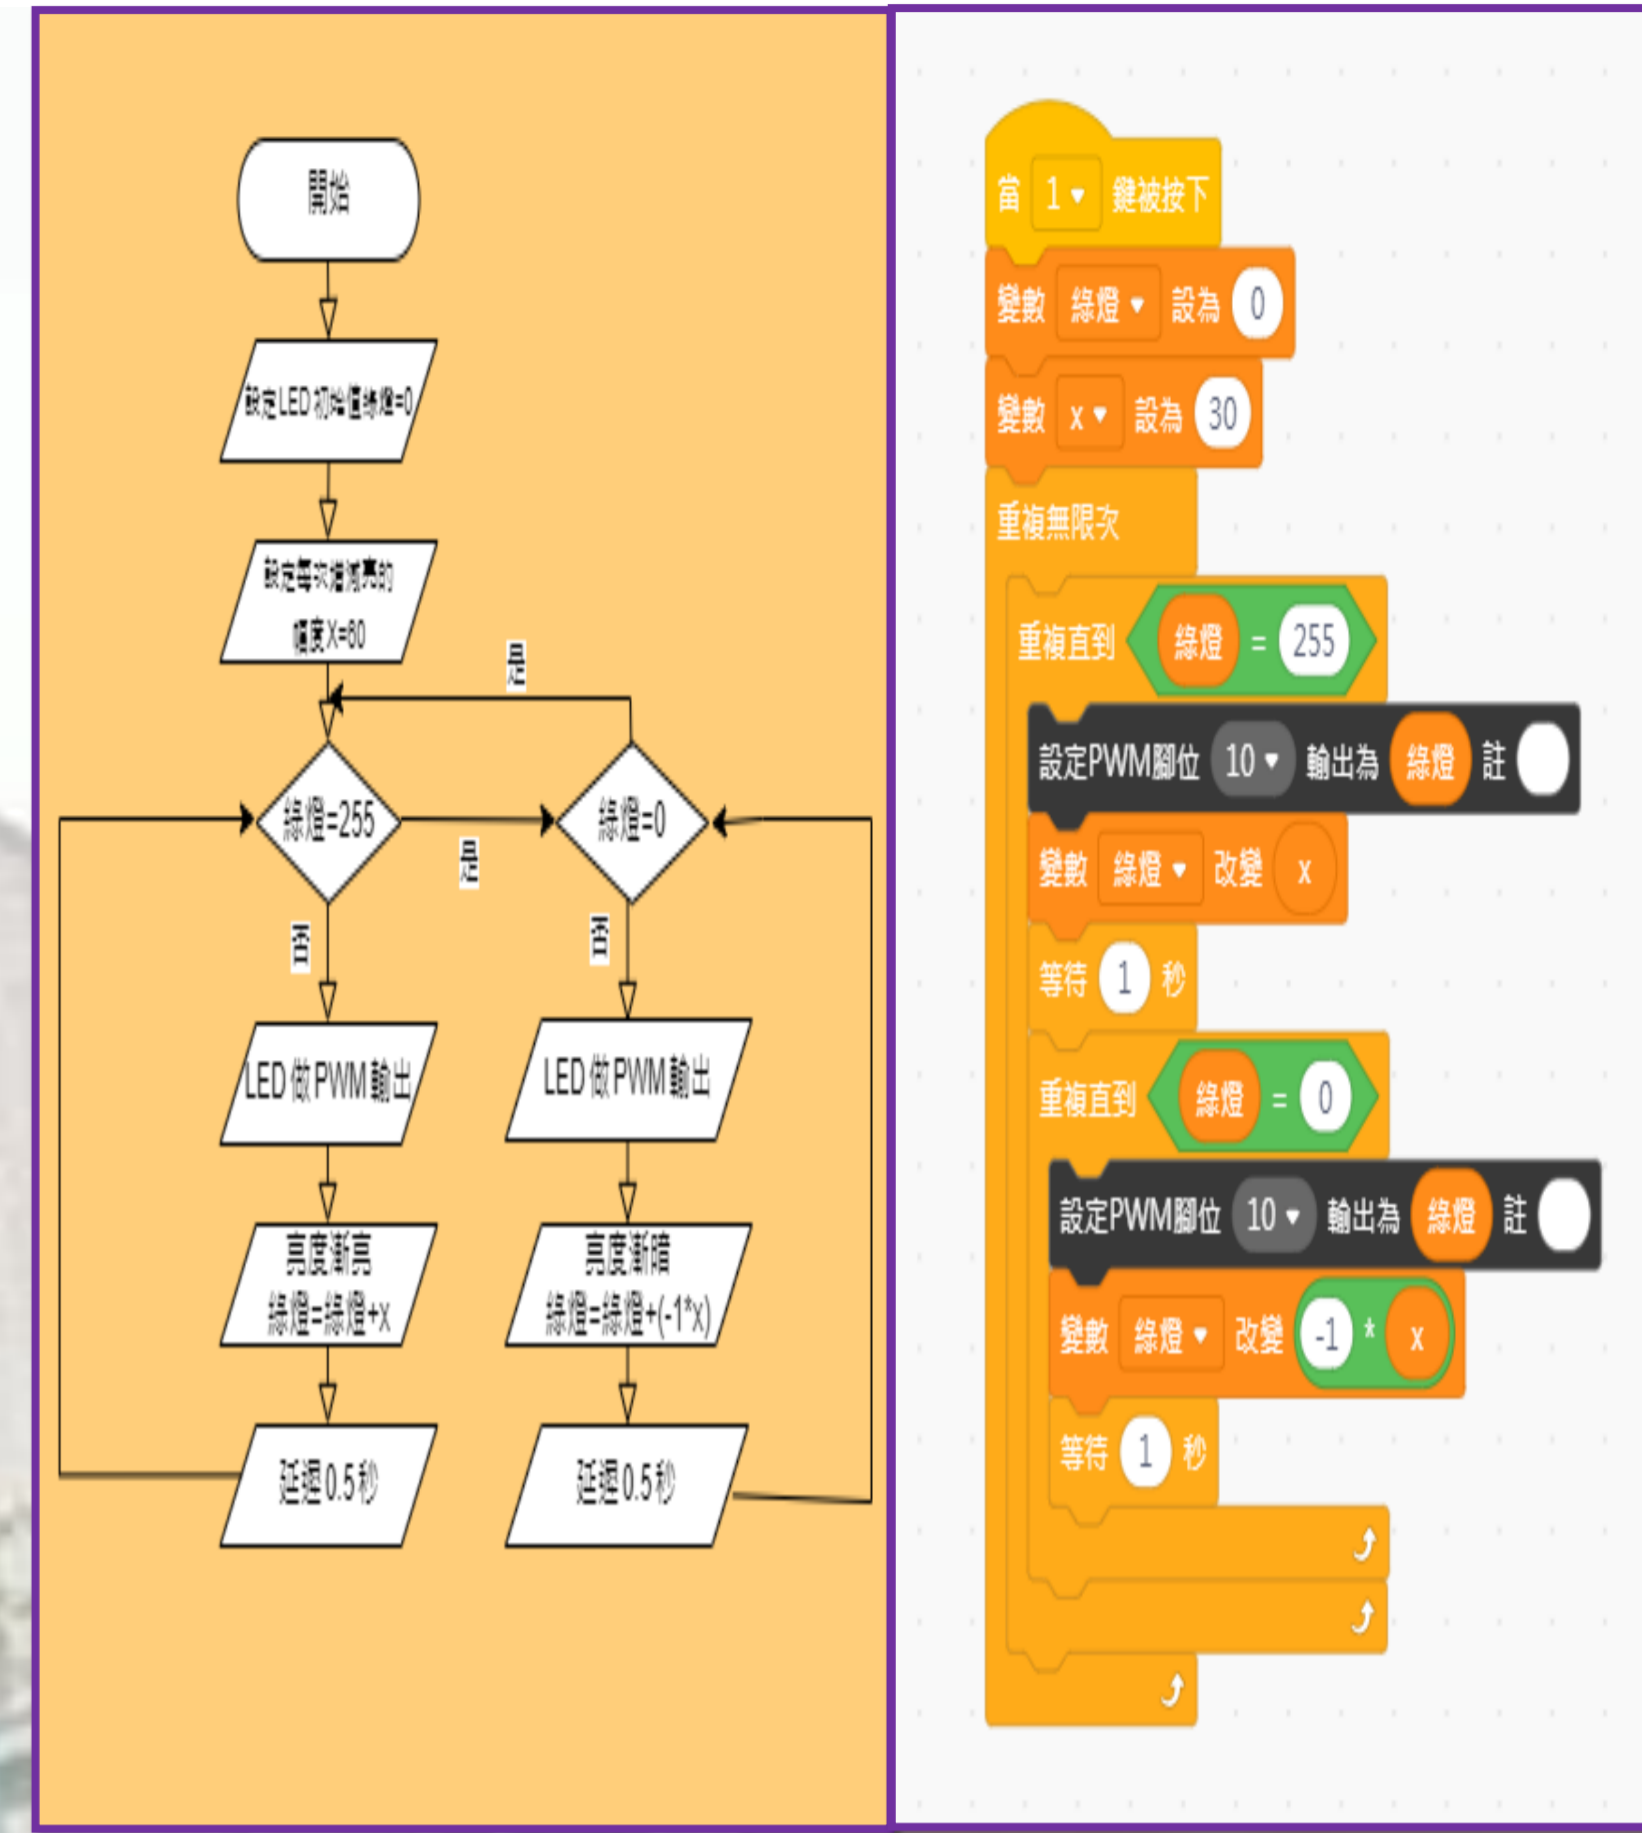 開始
設定LED初始值綠燈=0
設定每次增減亮的
幅度X=60
是
綠燈=255
是
綠燈=0
否
否
LED做PWM輸出
LED做PWM輸出
亮度漸亮
綠燈=綠燈+x
亮度漸暗
綠燈=綠燈+(-1*x)
延遲0.5秒
延遲0.5秒
當 1 鍵被按下
變數 綠燈 設為 0
變數 x 設為 30
重複無限次
重複直到 綠燈 = 255
設定PWM腳位 10 輸出為 綠燈 註
變數 綠燈 改變 x
等待 1 秒
重複直到 綠燈 = 0
設定PWM腳位 10 輸出為 綠燈 註
變數 綠燈 改變 -1 * x
等待 1 秒